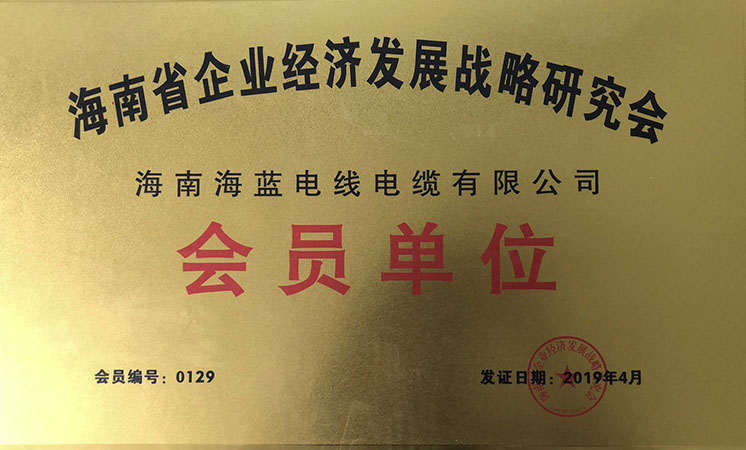 海南省企业经济发展战略研究会
海南海蓝电线电缆有限公司
会员单位
会员编号：0129
发证日期：2019年4月